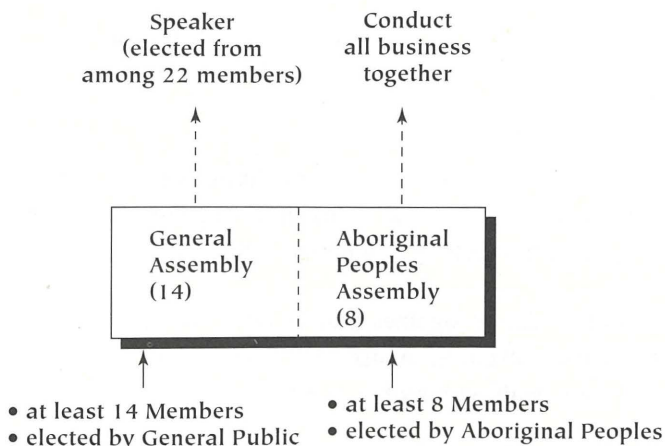 Speaker
(elected from
among 22 members)
Conduct
all business
together
General
Assembly
(14)
Aboriginal
Peoples
Assembly
(8)
• at least 14 Members
• elected by General Public
• at least 8 Members
• elected by Aboriginal Peoples